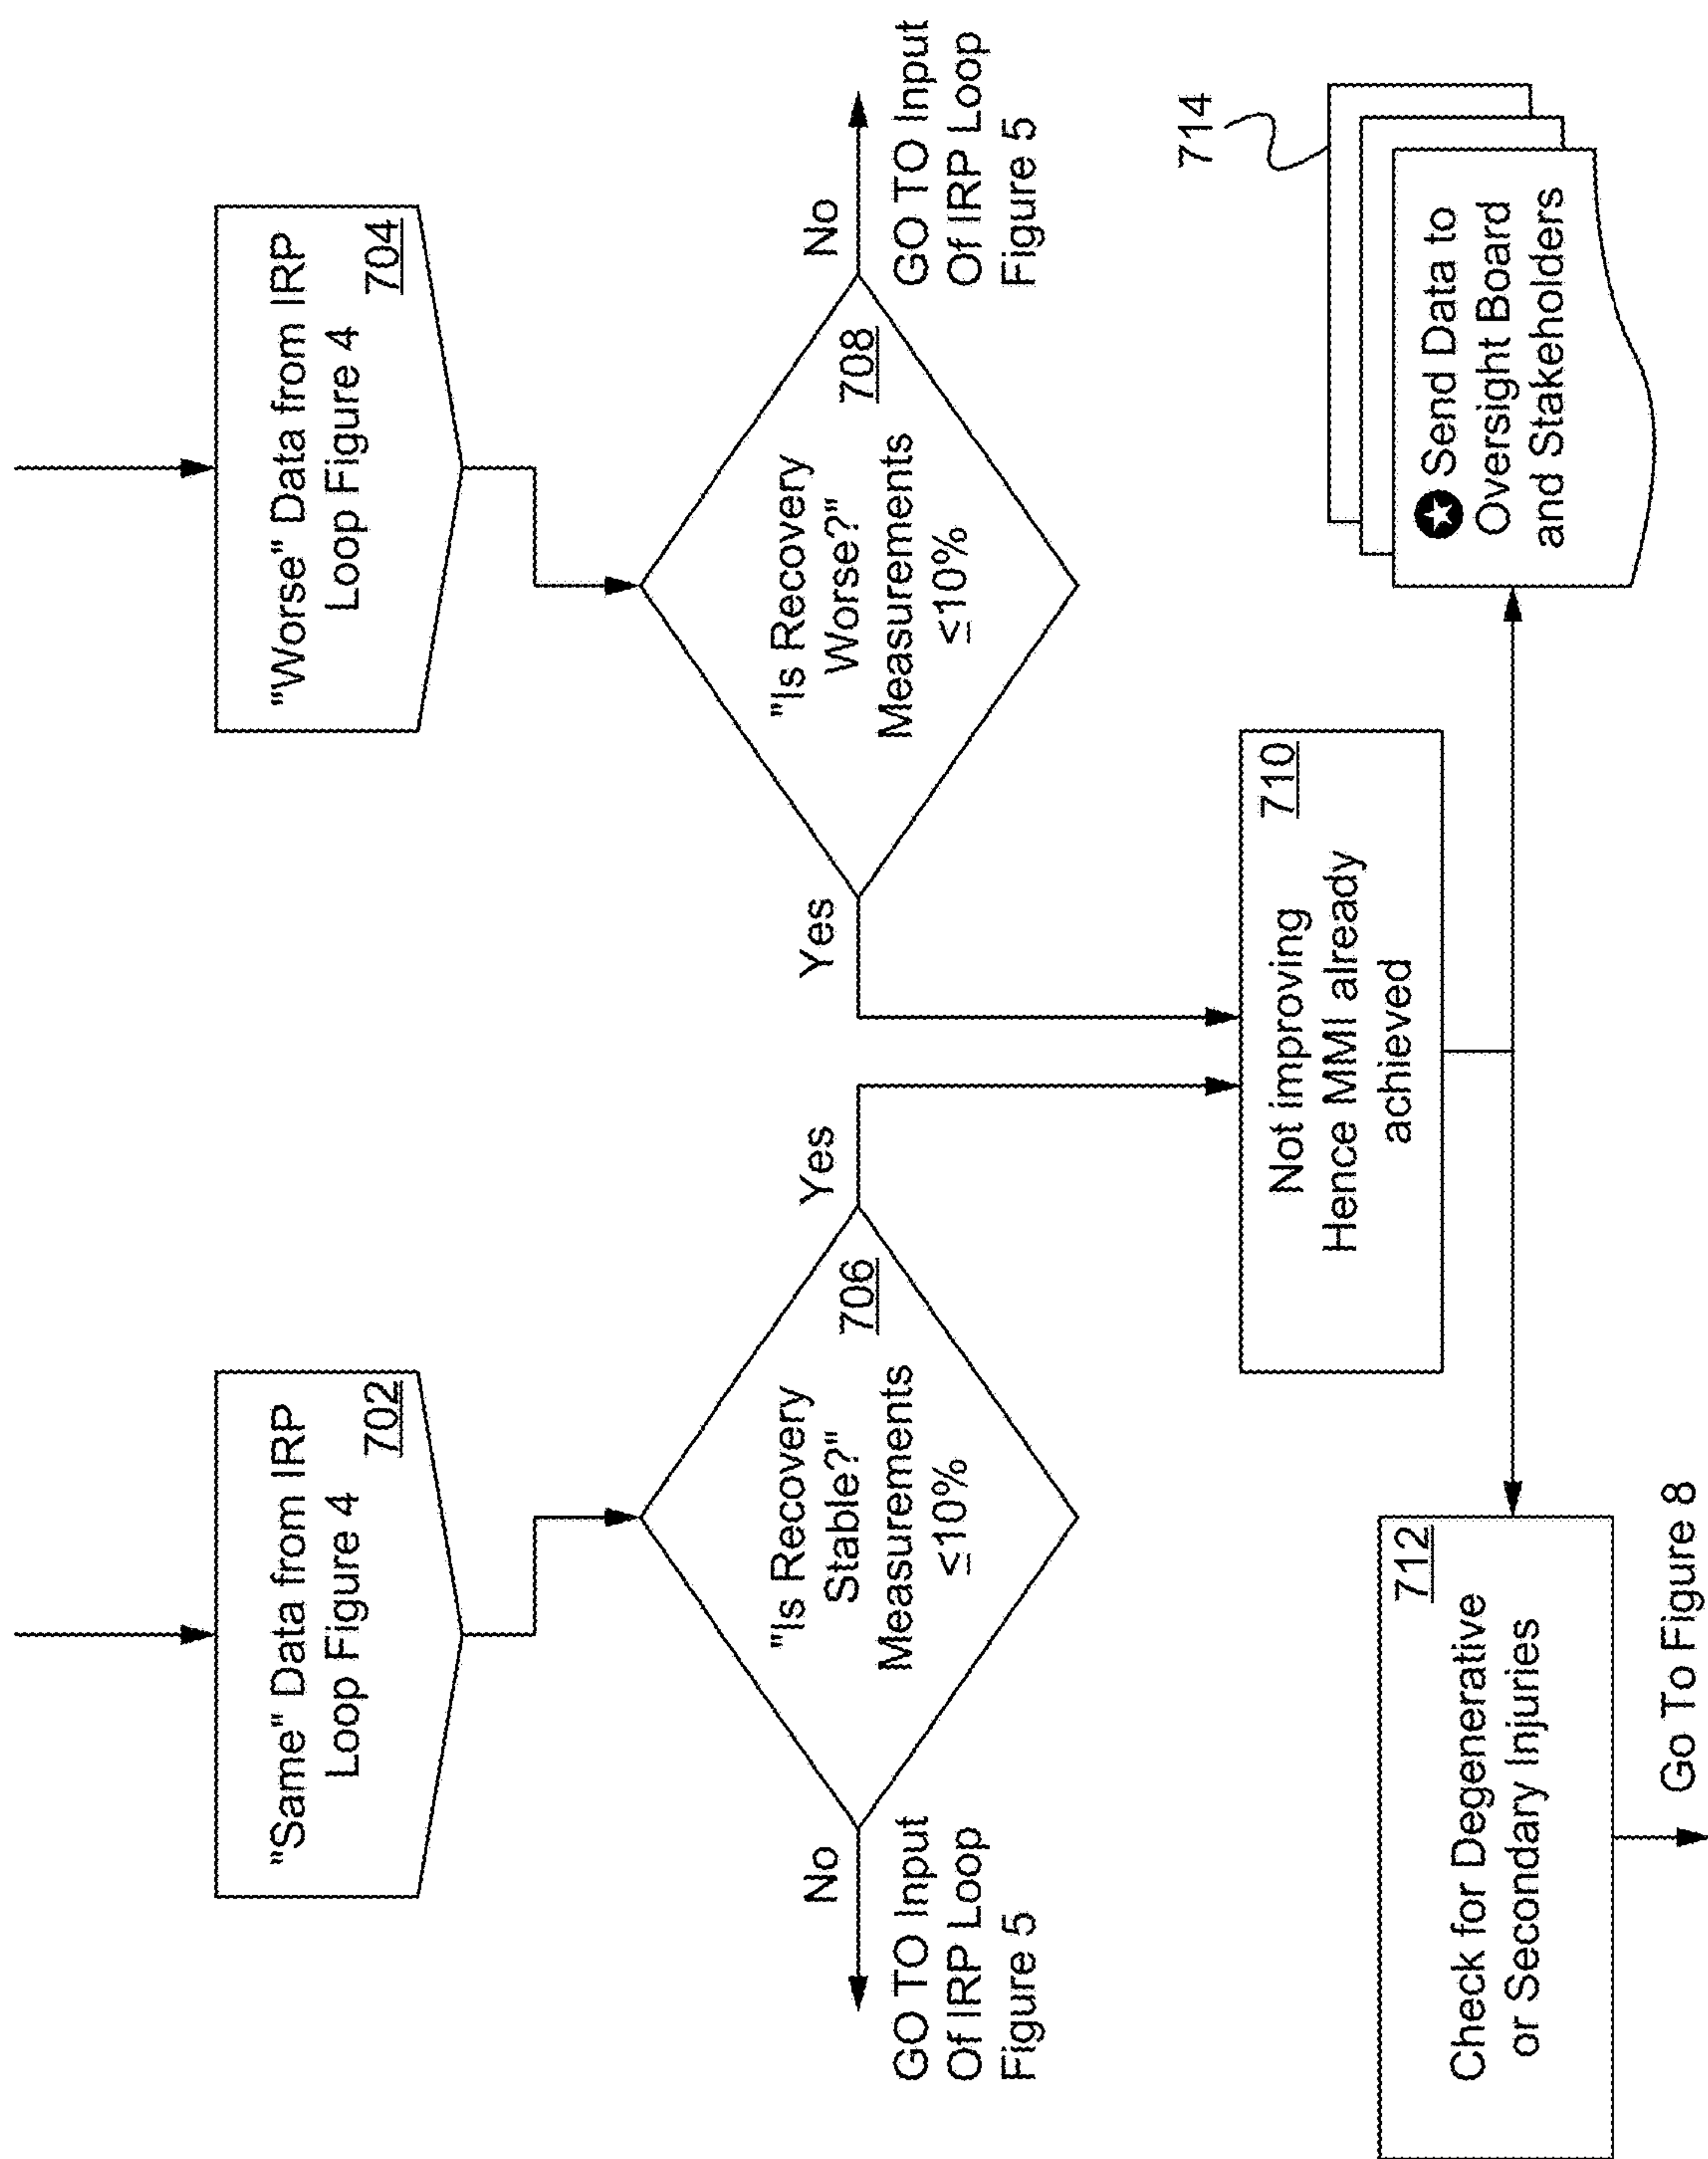 "Same" Data from IRP
Loop Figure 4
702
"Worse" Data from IRP
Loop Figure 4
704
"Is Recovery
Stable?"
706
Measurements
≤10%
No
GO TO Input
Of IRP Loop
Figure 5
Yes
"Is Recovery
Worse?"
708
Measurements
≤10%
Yes
No
GO TO Input
Of IRP Loop
Figure 5
710
Not improving
Hence MMI already
achieved
712
Check for Degenerative
or Secondary Injuries
Go To Figure 8
714
Send Data to
Oversight Board
and Stakeholders